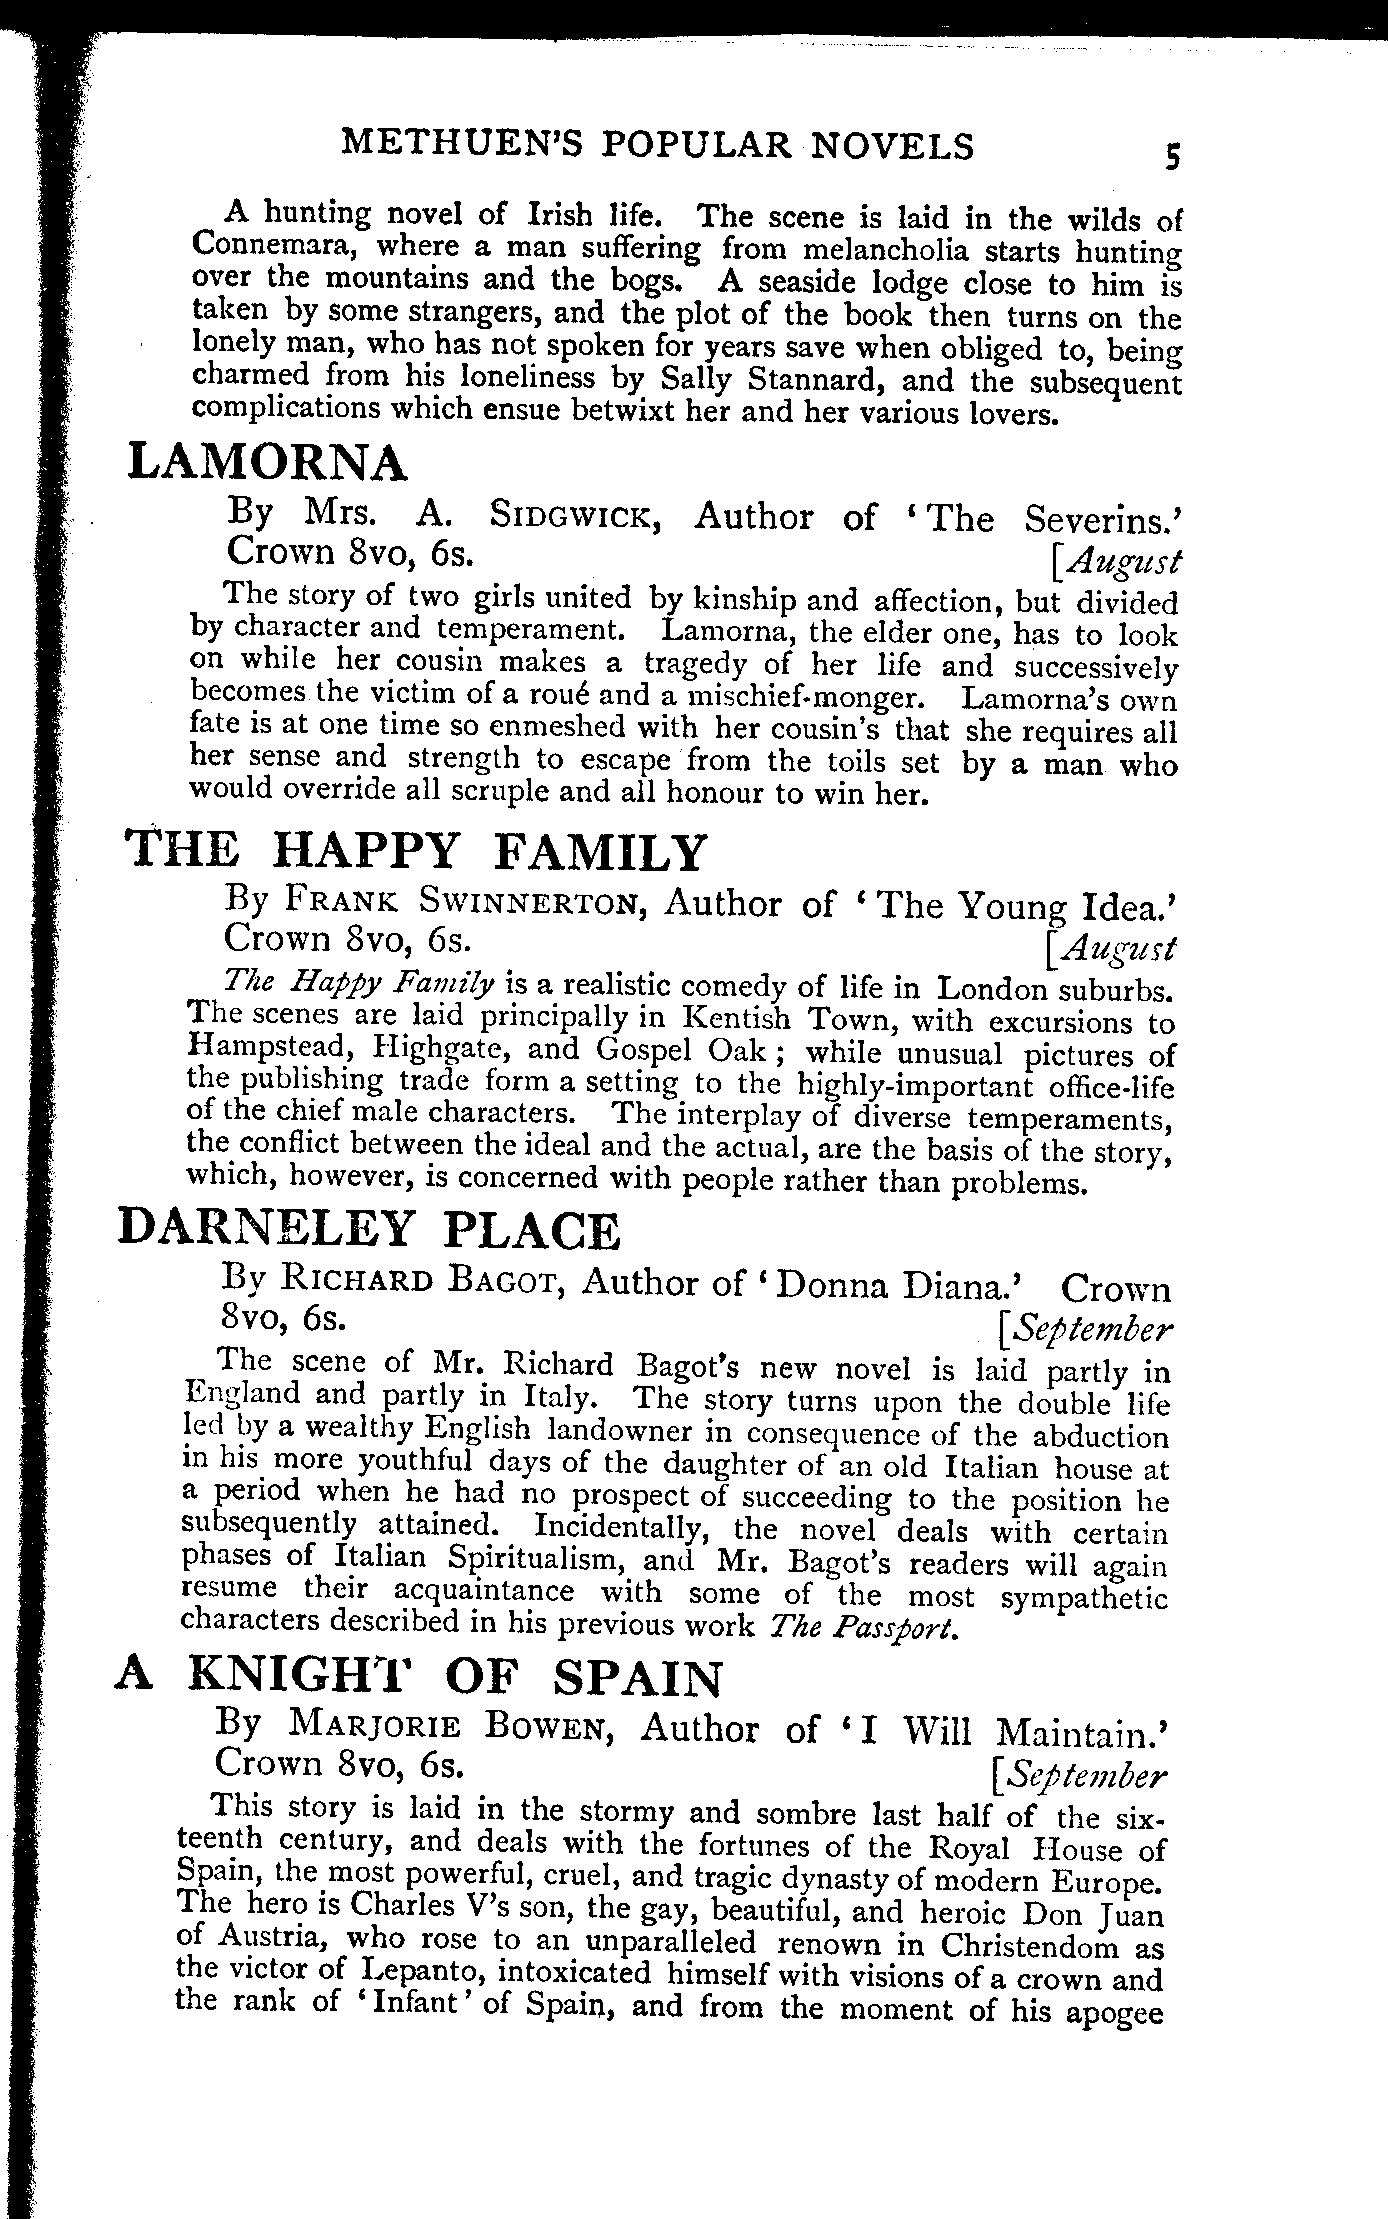 METHUEN'S POPULAR NOVELS 5
A hunting novel of Irish life. The scene is laid in the wilds of
Connemara, where a man suffering from melancholia starts hunting
over the mountains and the bogs. A seaside lodge close to him is
taken by some strangers, and the plot of the book then turns on the
lonely man, who has not spoken for years save when obliged to, being
charmed from his loneliness by Sally Stannard, and the subsequent
complications which ensue betwixt her and her various lovers.
LAMORNA
By Mrs. A. SIDGWICK, Author of ‘The Severins.’
Crown 8vo, 6s. [August
The story of two girls united by kinship and affection, but divided
by character and temperament. Lamorna, the elder one, has to look
on while her cousin makes a tragedy of her life and successively
becomes the victim of a roué and a mischief-monger. Lamorna's own
fate is at one time so enmeshed with her cousin's that she requires all
her sense and strength to escape from the toils set by a man who
would override all scruple and all honour to win her.
THE HAPPY FAMILY
By FRANK SWINNERTON, Author of ‘The Young Idea.’
Crown 8vo, 6s. [August
The Happy Family is a realistic comedy of life in London suburbs.
The scenes are laid principally in Kentish Town, with excursions to
Hampstead, Highgate, and Gospel Oak; while unusual pictures of
the publishing trade form a setting to the highly-important office-life
of the chief male characters. The interplay of diverse temperaments,
the conflict between the ideal and the actual, are the basis of the story,
which, however, is concerned with people rather than problems.
DARNELEY PLACE
By RICHARD BAGOT, Author of ‘Donna Diana.’ Crown
8vo, 6s. [September
The scene of Mr. Richard Bagot's new novel is laid partly in
England and partly in Italy. The story turns upon the double life
led by a wealthy English landowner in consequence of the abduction
in his more youthful days of the daughter of an old Italian house at
a period when he had no prospect of succeeding to the position he
subsequently attained. Incidentally, the novel deals with certain
phases of Italian Spiritualism, and Mr. Bagot's readers will again
resume their acquaintance with some of the most sympathetic
characters described in his previous work The Passport.
A KNIGHT OF SPAIN
By MARJORIE BOWEN, Author of ‘I Will Maintain.’
Crown 8vo, 6s. [September
This story is laid in the stormy and sombre last half of the six-
teenth century, and deals with the fortunes of the Royal House of
Spain, the most powerful, cruel, and tragic dynasty of modern Europe.
The hero is Charles V's son, the gay, beautiful, and heroic Don Juan
of Austria, who rose to an unparalleled renown in Christendom as
the victor of Lepanto, intoxicated himself with visions of a crown and
the rank of ‘Infant’ of Spain, and from the moment of his apogee